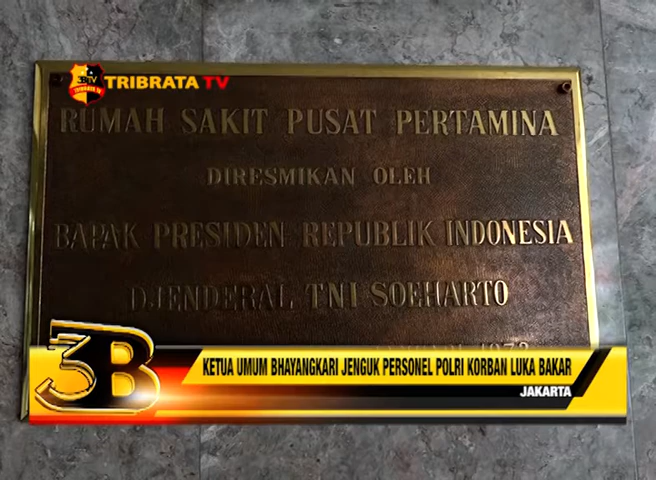 TRIBRATA TV
RUMAH SAKIT PUSAT PERTAMINA
DIRESMIKAN OLEH
BAPAK PRESIDEN REPUBLIK INDONESIA
DJENDERAL TNI SOEHARTO
3B
KETUA UMUM BHAYANGKARI JENGUK PERSONEL POLRI KORBAN LUKA BAKAR
JAKARTA